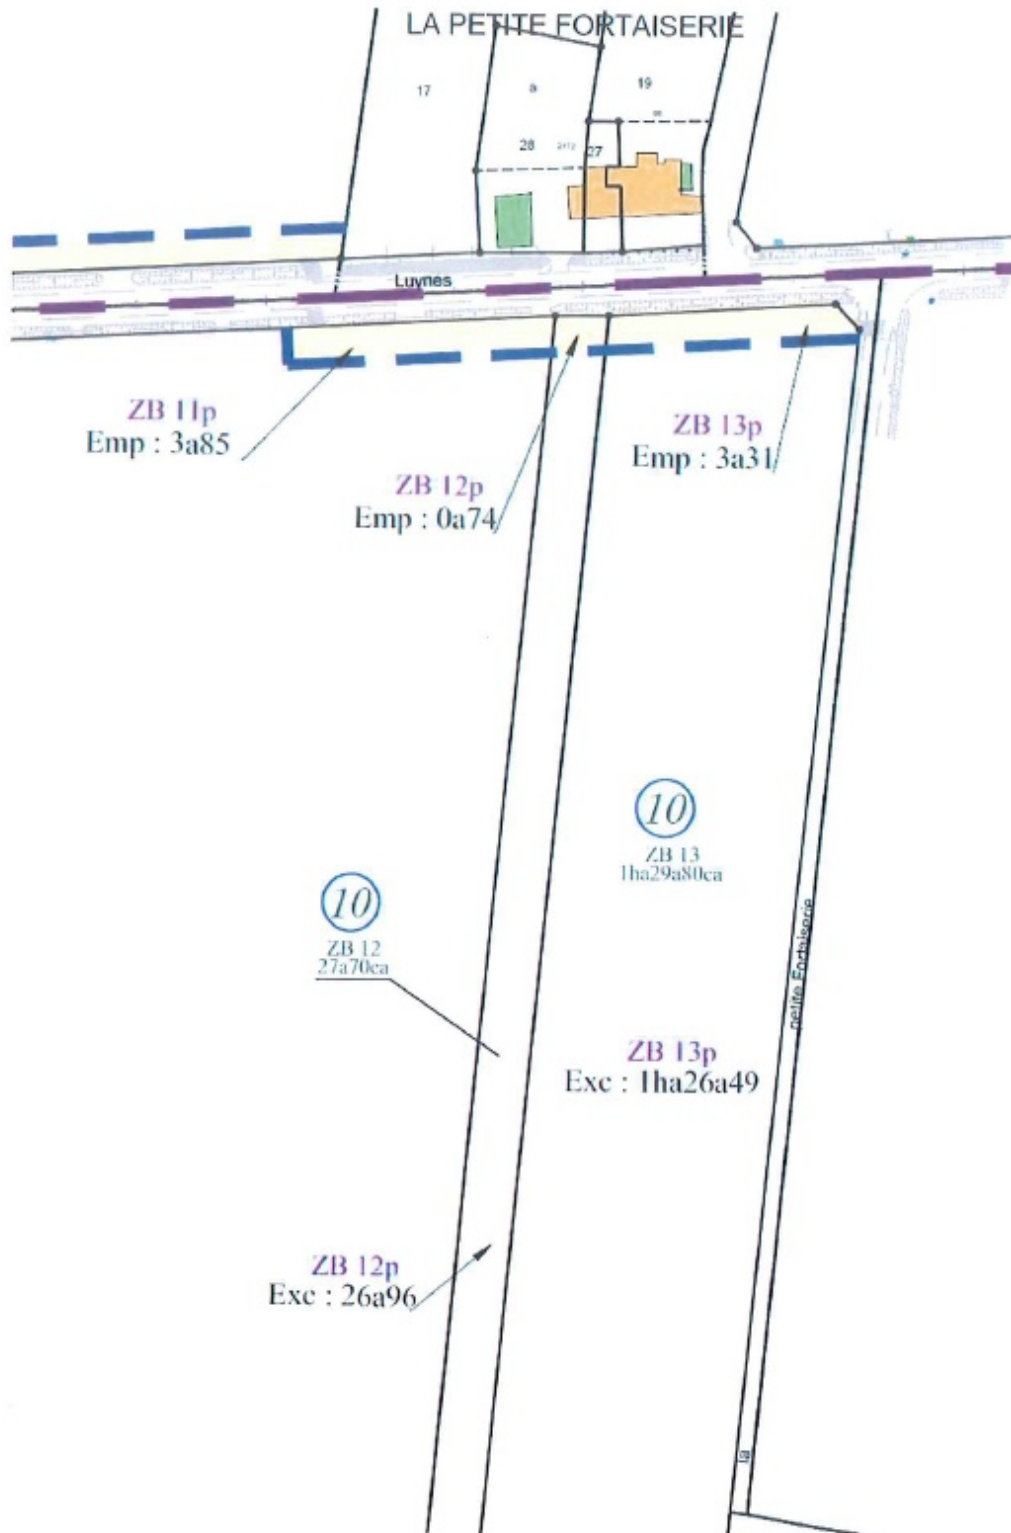 LA PETITE FORTAISERIE
17
a
19
28
27
Luynes
ZB 11p
Emp : 3a85
ZB 13p
Emp : 3a31
ZB 12p
Emp : 0a74
10
ZB 13
1ha29a80ca
10
ZB 12
27a70ca
petite Fortaiserie
ZB 13p
Exc : 1ha26a49
ZB 12p
Exc : 26a96
la